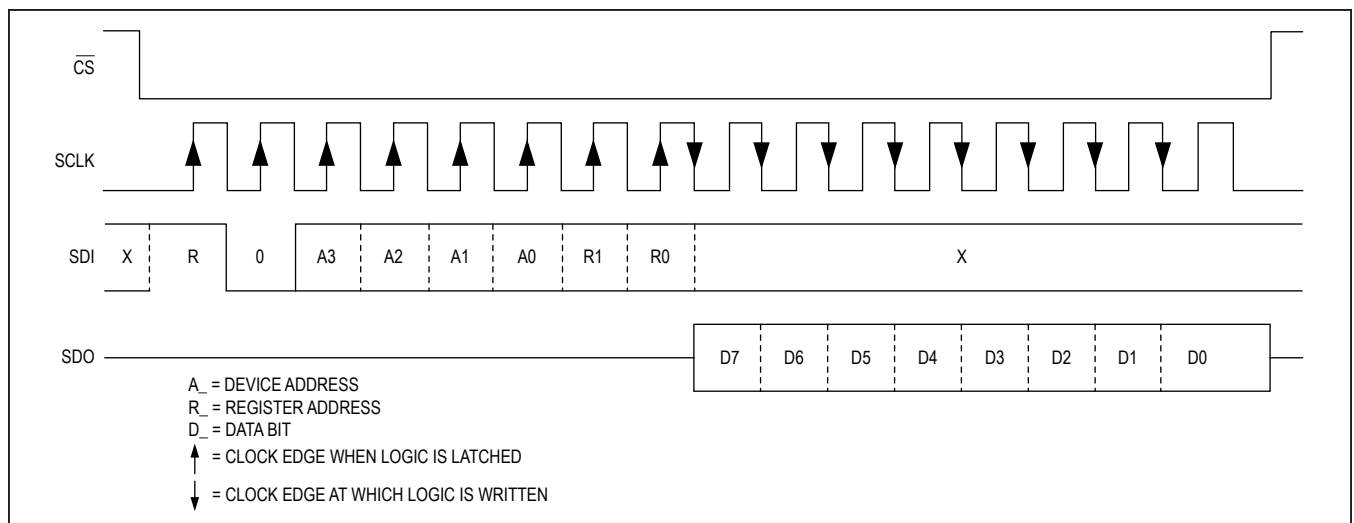 C̅S̅
SCLK
SDI X R 0 A3 A2 A1 A0 R1 R0 X
SDO D7 D6 D5 D4 D3 D2 D1 D0
A_ = DEVICE ADDRESS
R_ = REGISTER ADDRESS
D_ = DATA BIT
= CLOCK EDGE WHEN LOGIC IS LATCHED
= CLOCK EDGE AT WHICH LOGIC IS WRITTEN